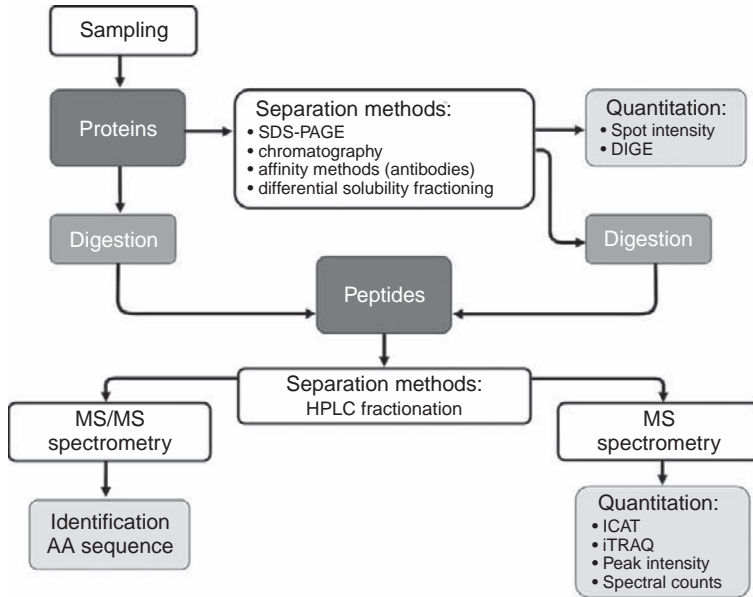 Sampling
Proteins
Separation methods:
• SDS-PAGE
• chromatography
• affinity methods (antibodies)
• differential solubility fractioning
Quantitation:
• Spot intensity
• DIGE
Digestion
Digestion
Peptides
Separation methods:
HPLC fractionation
MS/MS
spectrometry
MS
spectrometry
Identification
AA sequence
Quantitation:
• ICAT
• iTRAQ
• Peak intensity
• Spectral counts